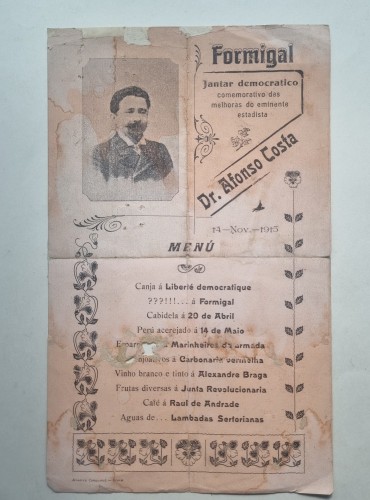 Formigal
Jantar democratico
comemorativo das
melhoras do eminente
estadista
Dr. Afonso Costa
14—Nov.—1915
MENÚ
Canja á Liberté democratique
???!!!... á Formigal
Cabidela á 20 de Abril
Perú acerejado á 14 de Maio
Marinheiros da armada
á Carbonaria vermelha
Vinho branco e tinto á Alexandre Braga
Frutas diversas á Junta Revolucionaria
Café á Raul de Andrade
Aguas de... Lambadas Sertorianas